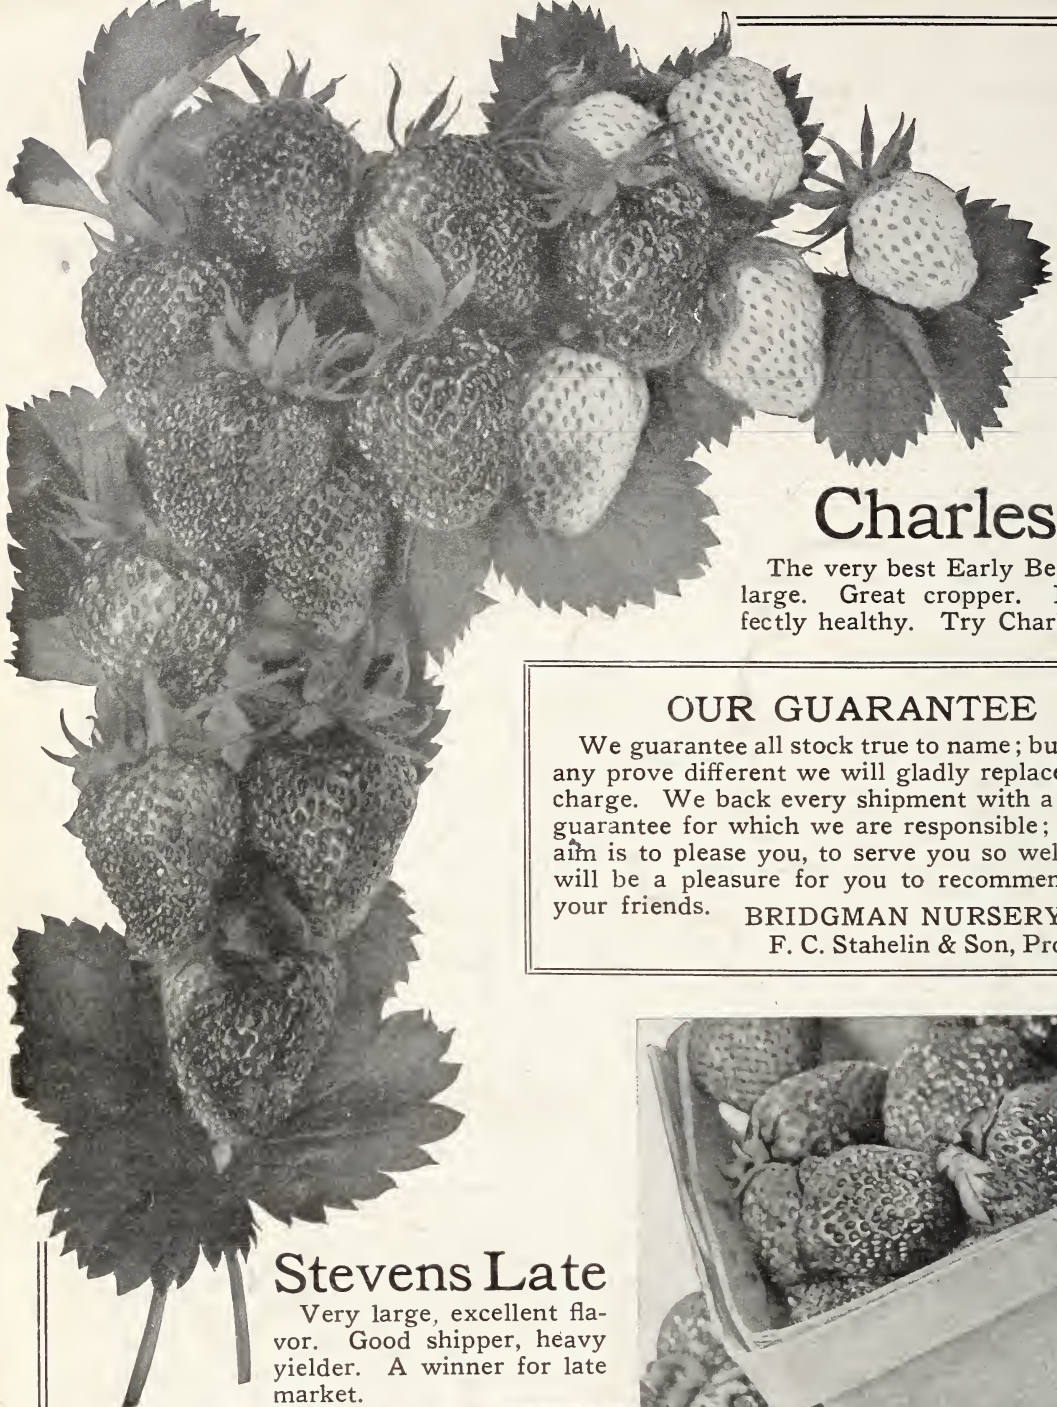 Charles
The very best Early Be
large. Great cropper.
fectly healthy. Try Char
OUR GUARANTEE
We guarantee all stock true to name; bu
any prove different we will gladly replace
charge. We back every shipment with a
guarantee for which we are responsible;
aim is to please you, to serve you so wel
will be a pleasure for you to recommen
your friends.
BRIDGMAN NURSERY
F. C. Stahelin & Son, Pro
Stevens Late
Very large, excellent fla-
vor. Good shipper, heavy
yielder. A winner for late
market.